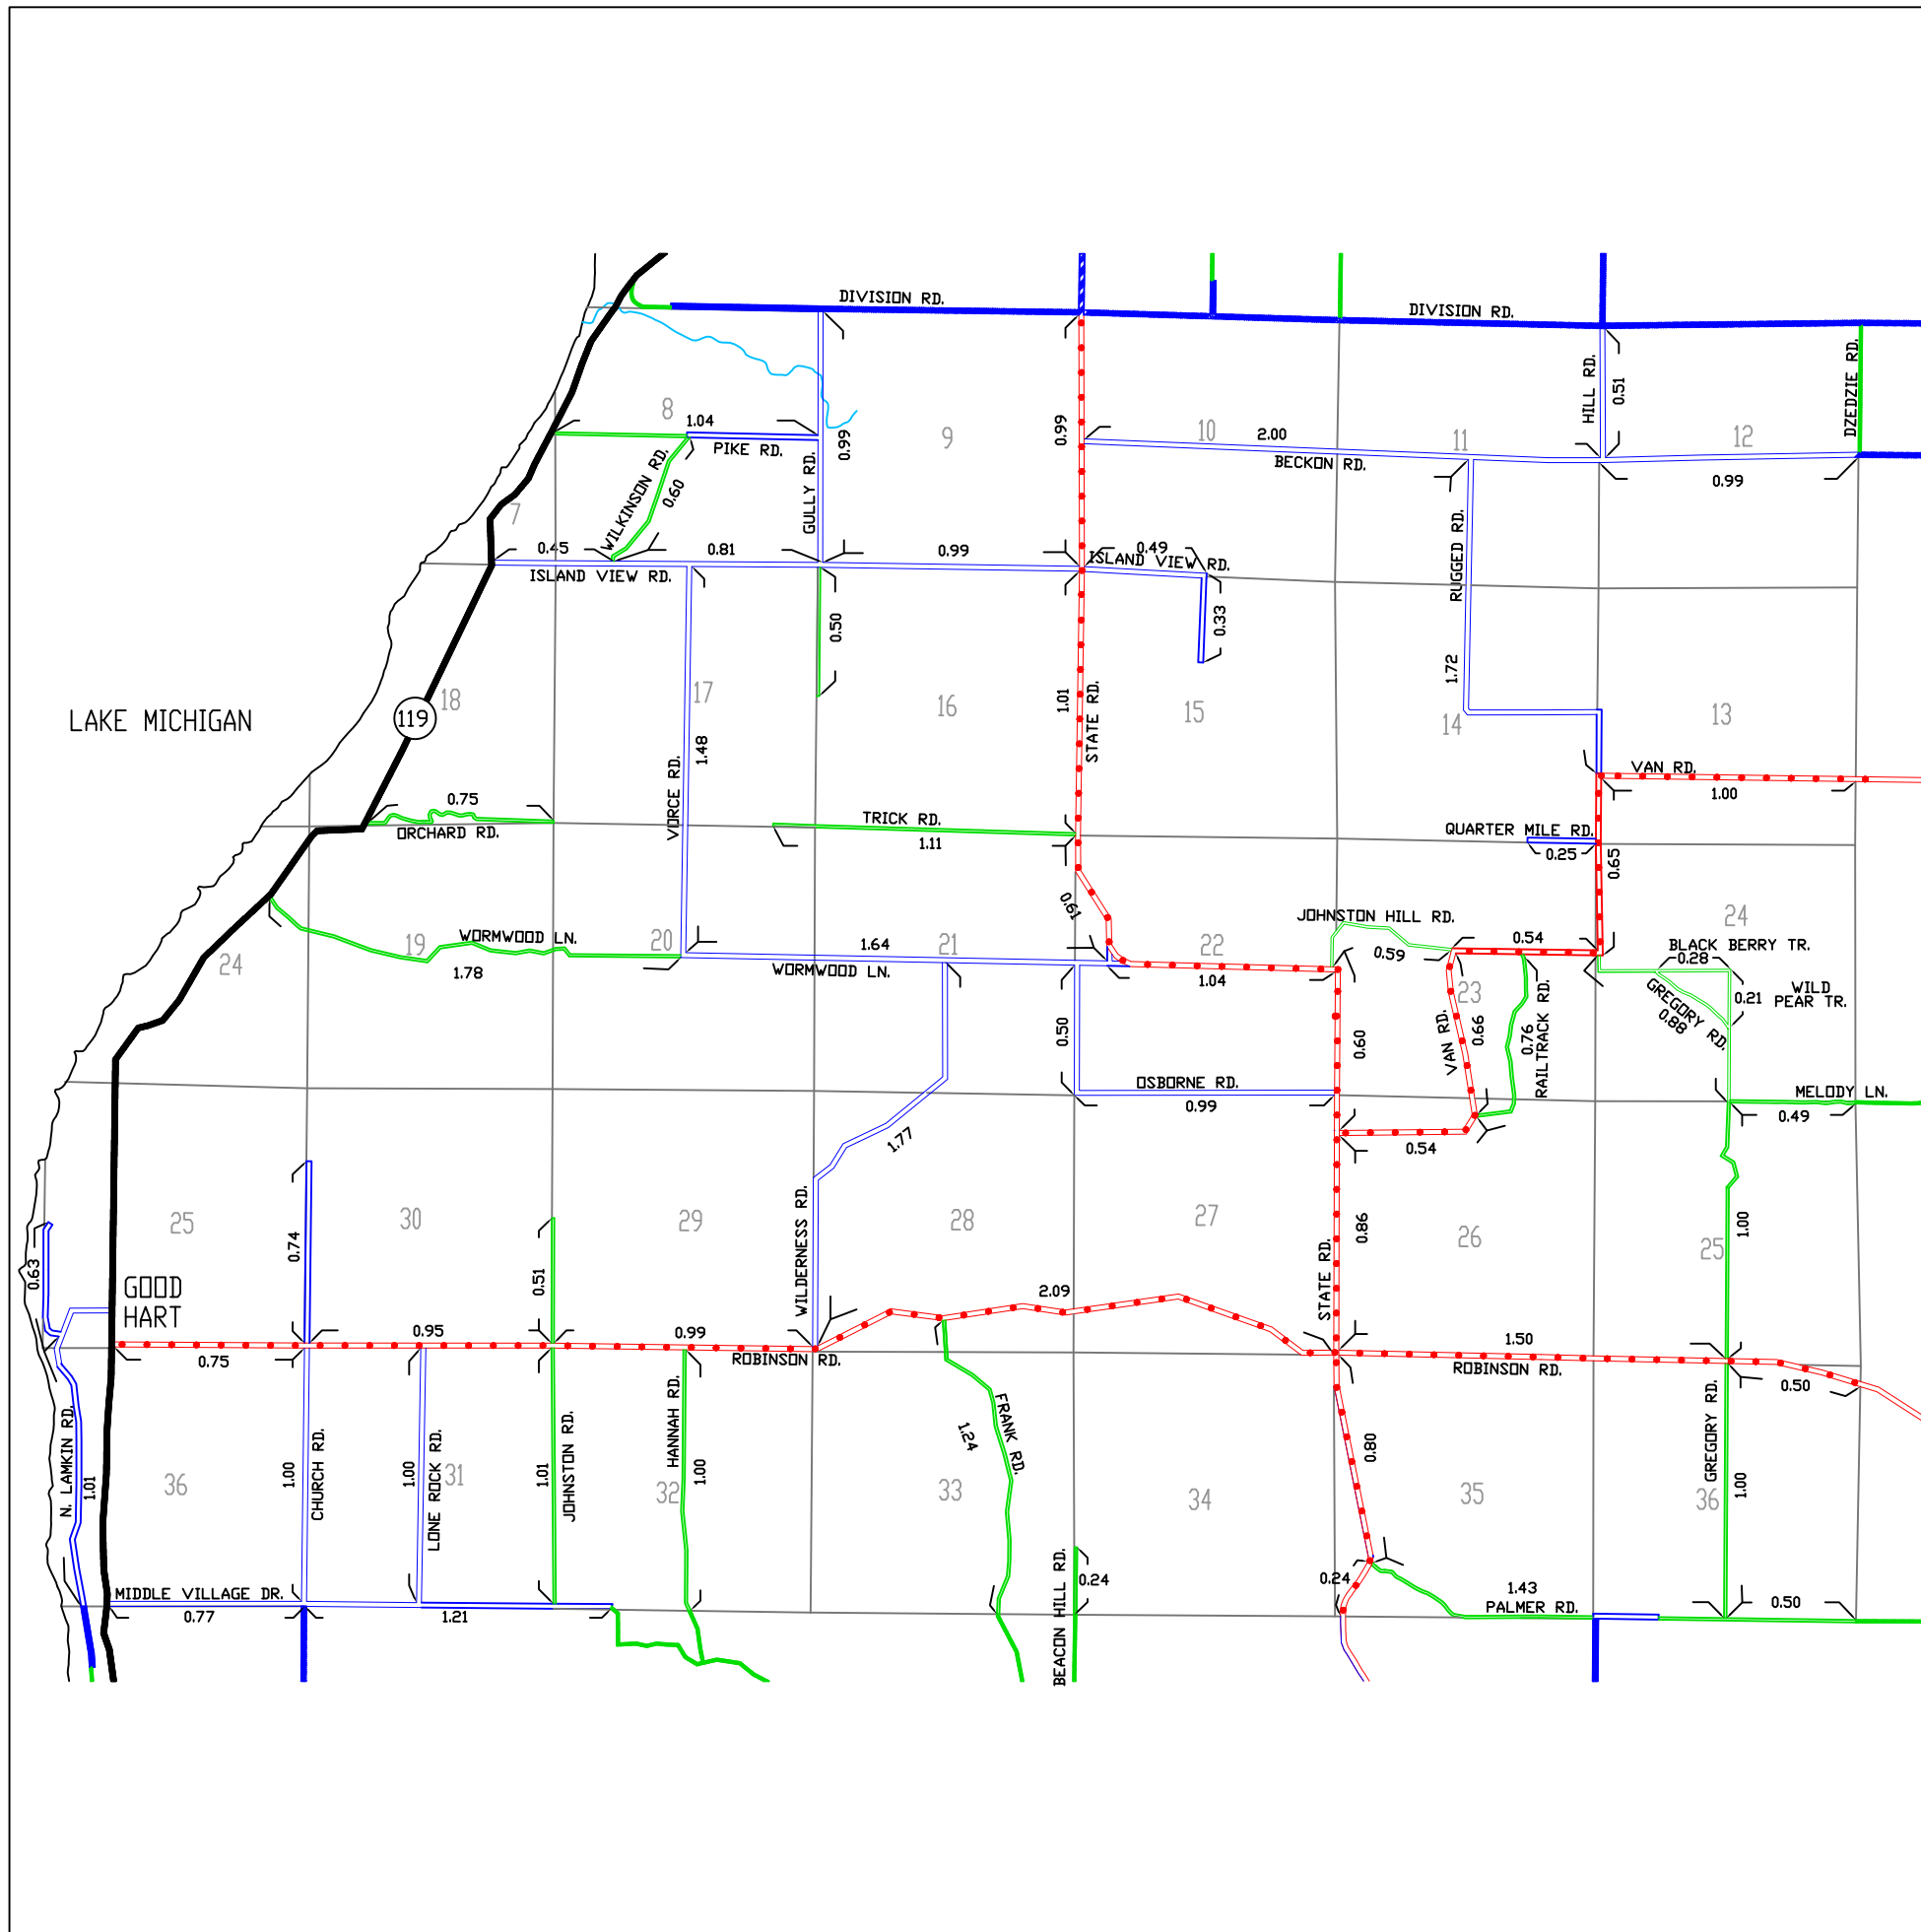 DIVISION RD.
DIVISION RD.
HILL RD.
0.51
DZEDZIE RD.
8
1.04
PIKE RD.
WILKINSON RD.
0.60
GULLY RD.
0.99
9
0.99
10
2.00
BECKON RD.
11
12
0.99
7
0.45
0.81
0.99
0.49
ISLAND VIEW RD.
ISLAND VIEW RD.
RUGGED RD.
0.50
0.33
1.72
LAKE MICHIGAN
119
18
17
16
1.01
STATE RD.
15
14
13
1.48
VORCE RD.
VAN RD.
1.00
0.75
ORCHARD RD.
TRICK RD.
1.11
QUARTER MILE RD.
0.25
0.65
0.61
JOHNSTON HILL RD.
0.59
0.54
24
BLACK BERRY TR.
0.28
19
WORMWOOD LN.
1.78
20
1.64
WORMWOOD LN.
21
22
1.04
24
23
GREGORY RD.
0.88
0.21
WILD
PEAR TR.
0.50
0.60
VAN RD.
0.66
0.76
RAILTRACK RD.
OSBORNE RD.
0.99
MELODY LN.
0.49
1.77
0.54
25
30
29
28
27
26
25
0.74
0.63
0.51
WILDERNESS RD.
0.86
STATE RD.
1.00
GOOD
HART
2.09
0.95
0.99
0.75
ROBINSON RD.
1.50
ROBINSON RD.
0.50
N. LAMKIN RD.
1.01
36
1.00
CHURCH RD.
1.00
LONE ROCK RD.
31
1.01
JOHNSTON RD.
HANNAH RD.
1.00
32
33
1.24
FRANK RD.
34
0.80
35
GREGORY RD.
36
1.00
MIDDLE VILLAGE DR.
0.77
1.21
BEACON HILL RD.
0.24
0.24
1.43
PALMER RD.
0.50